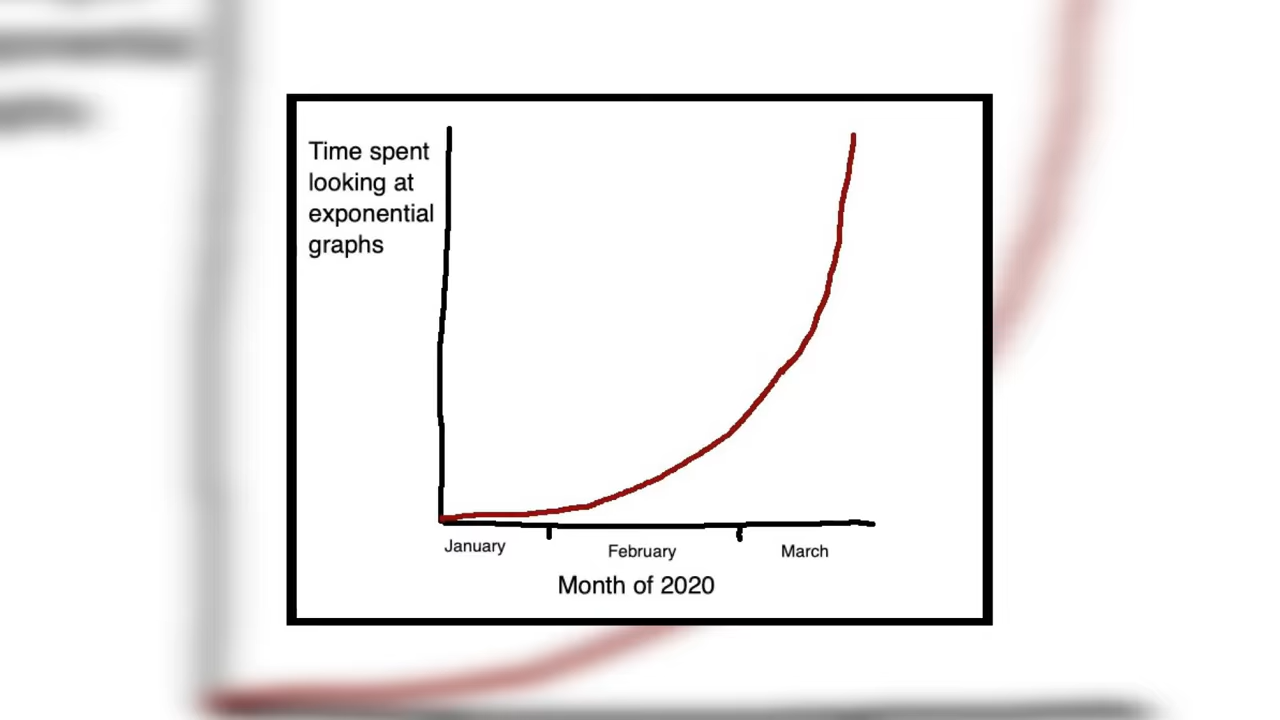 Time spent
looking at
exponential
graphs
January
February
March
Month of 2020